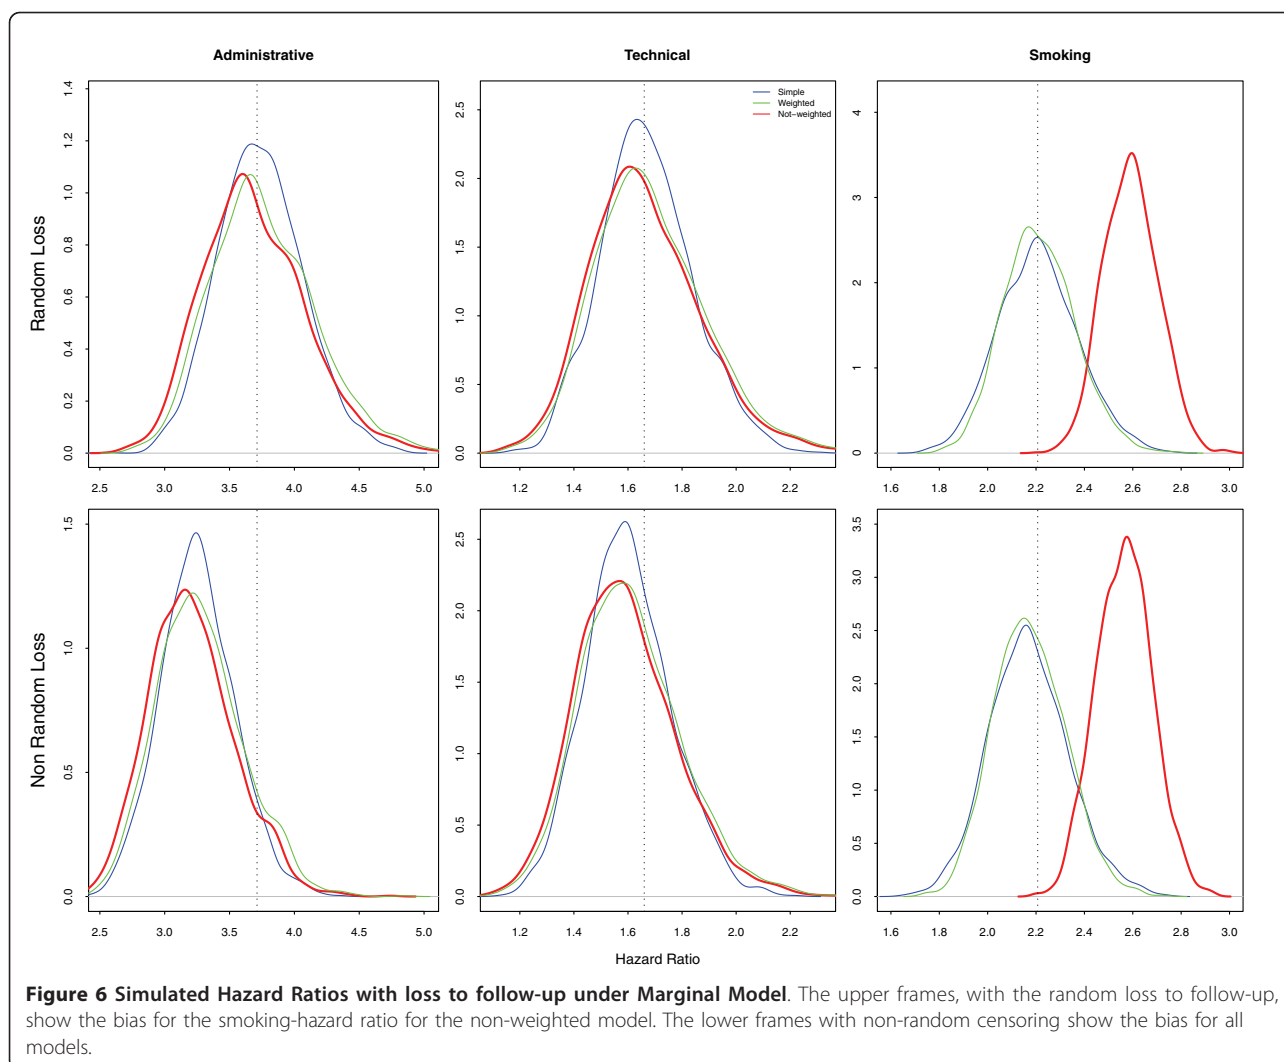 Administrative
Technical
Smoking
Random Loss
0.0 0.2 0.4 0.6 0.8 1.0 1.2 1.4
2.5 3.0 3.5 4.0 4.5 5.0
0.0 0.5 1.0 1.5 2.0 2.5
Simple
Weighted
Not-weighted
1.2 1.4 1.6 1.8 2.0 2.2
0 1 2 3 4
1.6 1.8 2.0 2.2 2.4 2.6 2.8 3.0
Non Random Loss
0.0 0.5 1.0 1.5
2.5 3.0 3.5 4.0 4.5 5.0
0.0 0.5 1.0 1.5 2.0 2.5
1.2 1.4 1.6 1.8 2.0 2.2
0.0 0.5 1.0 1.5 2.0 2.5 3.0 3.5
1.6 1.8 2.0 2.2 2.4 2.6 2.8 3.0
Hazard Ratio
Figure 6 Simulated Hazard Ratios with loss to follow-up under Marginal Model. The upper frames, with the random loss to follow-up,
show the bias for the smoking-hazard ratio for the non-weighted model. The lower frames with non-random censoring show the bias for all
models.